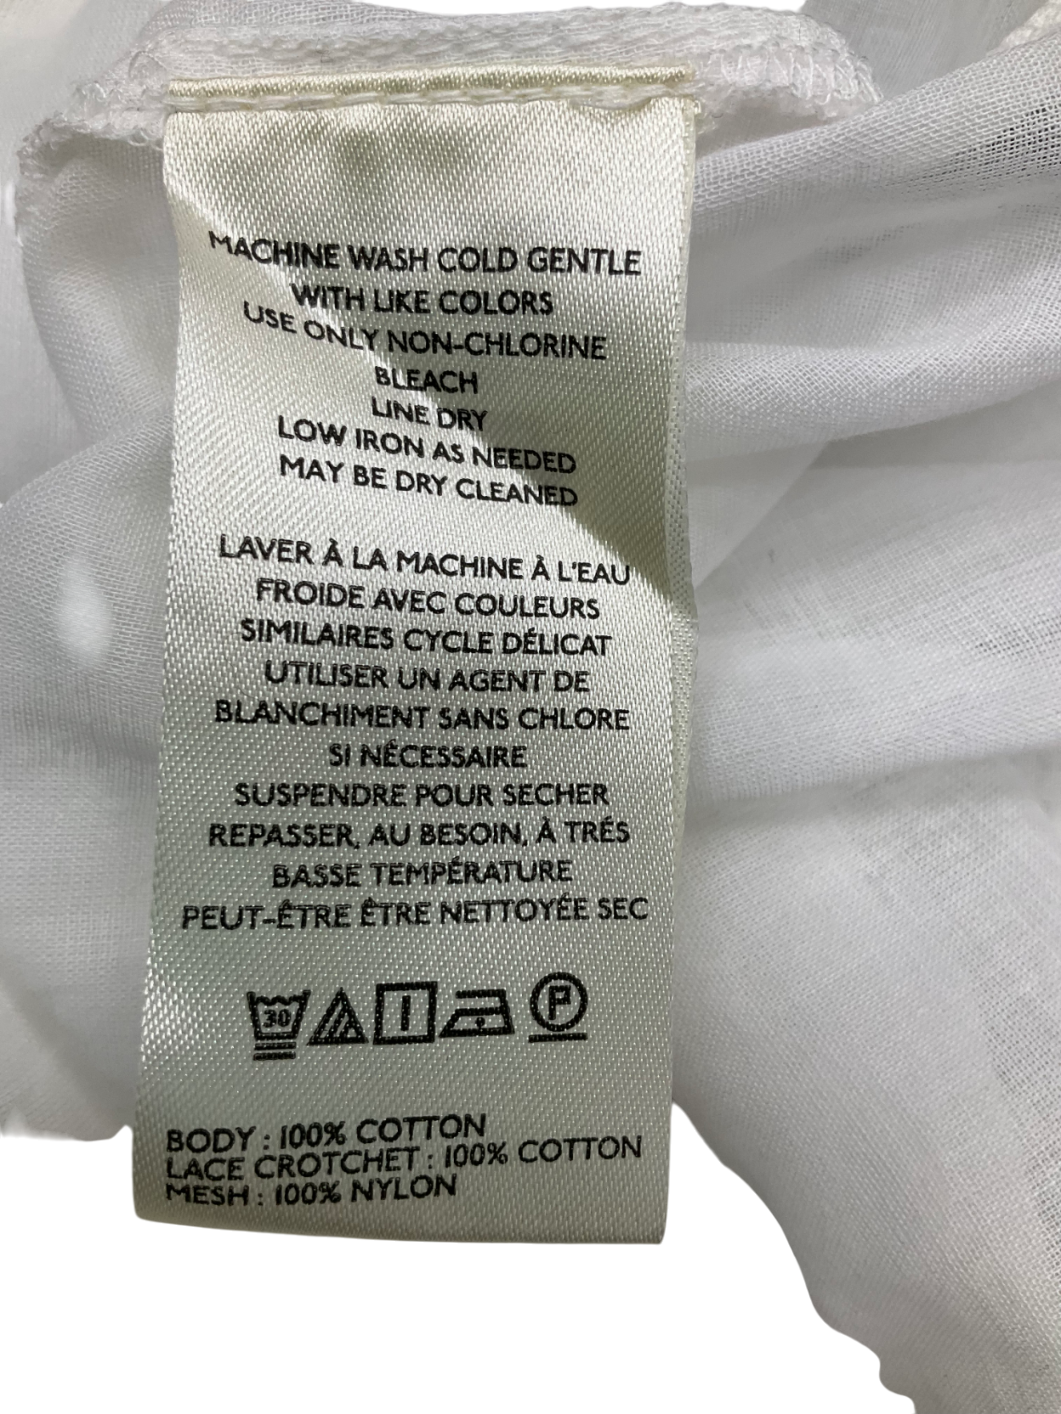 MACHINE WASH COLD GENTLE
WITH LIKE COLORS
USE ONLY NON-CHLORINE
BLEACH
LINE DRY
LOW IRON AS NEEDED
MAY BE DRY CLEANED
LAVER À LA MACHINE À L'EAU
FROIDE AVEC COULEURS
SIMILAIRES CYCLE DÉLICAT
UTILISER UN AGENT DE
BLANCHIMENT SANS CHLORE
SI NÉCESSAIRE
SUSPENDRE POUR SECHER
REPASSER, AU BESOIN, À TRÉS
BASSE TEMPÉRATURE
PEUT-ÊTRE ÊTRE NETTOYÉE SEC
30 P
BODY : 100% COTTON
LACE CROTCHET : 100% COTTON
MESH : 100% NYLON